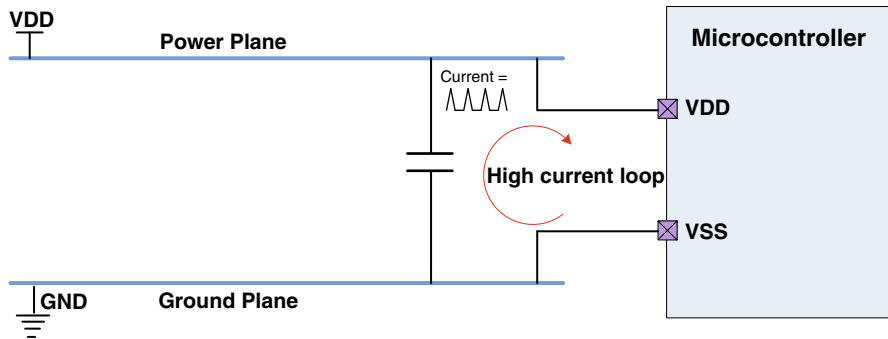 VDD
Power Plane
Microcontroller
Current =
VDD
High current loop
VSS
GND
Ground Plane